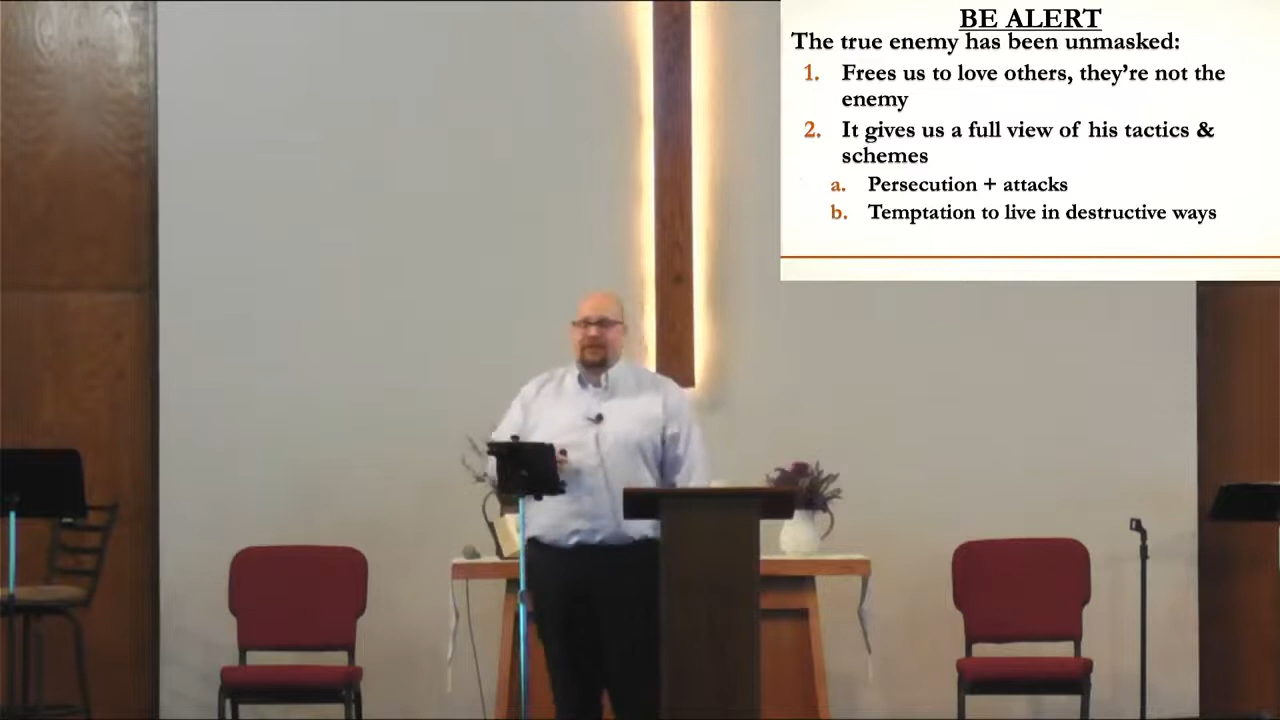 BE ALERT
The true enemy has been unmasked:
1. Frees us to love others, they’re not the
enemy
2. It gives us a full view of his tactics &
schemes
a. Persecution + attacks
b. Temptation to live in destructive ways